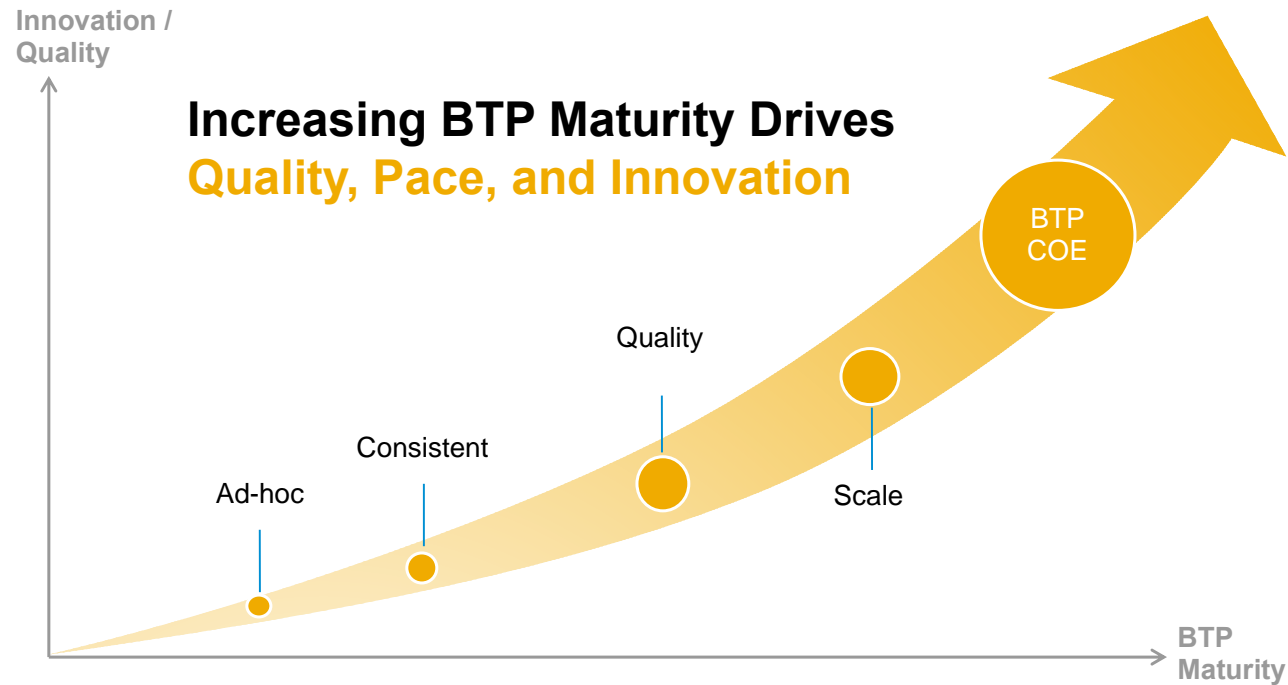 Innovation /
Quality
Increasing BTP Maturity Drives
Quality, Pace, and Innovation
BTP
COE
Quality
Consistent
Ad-hoc
Scale
BTP
Maturity